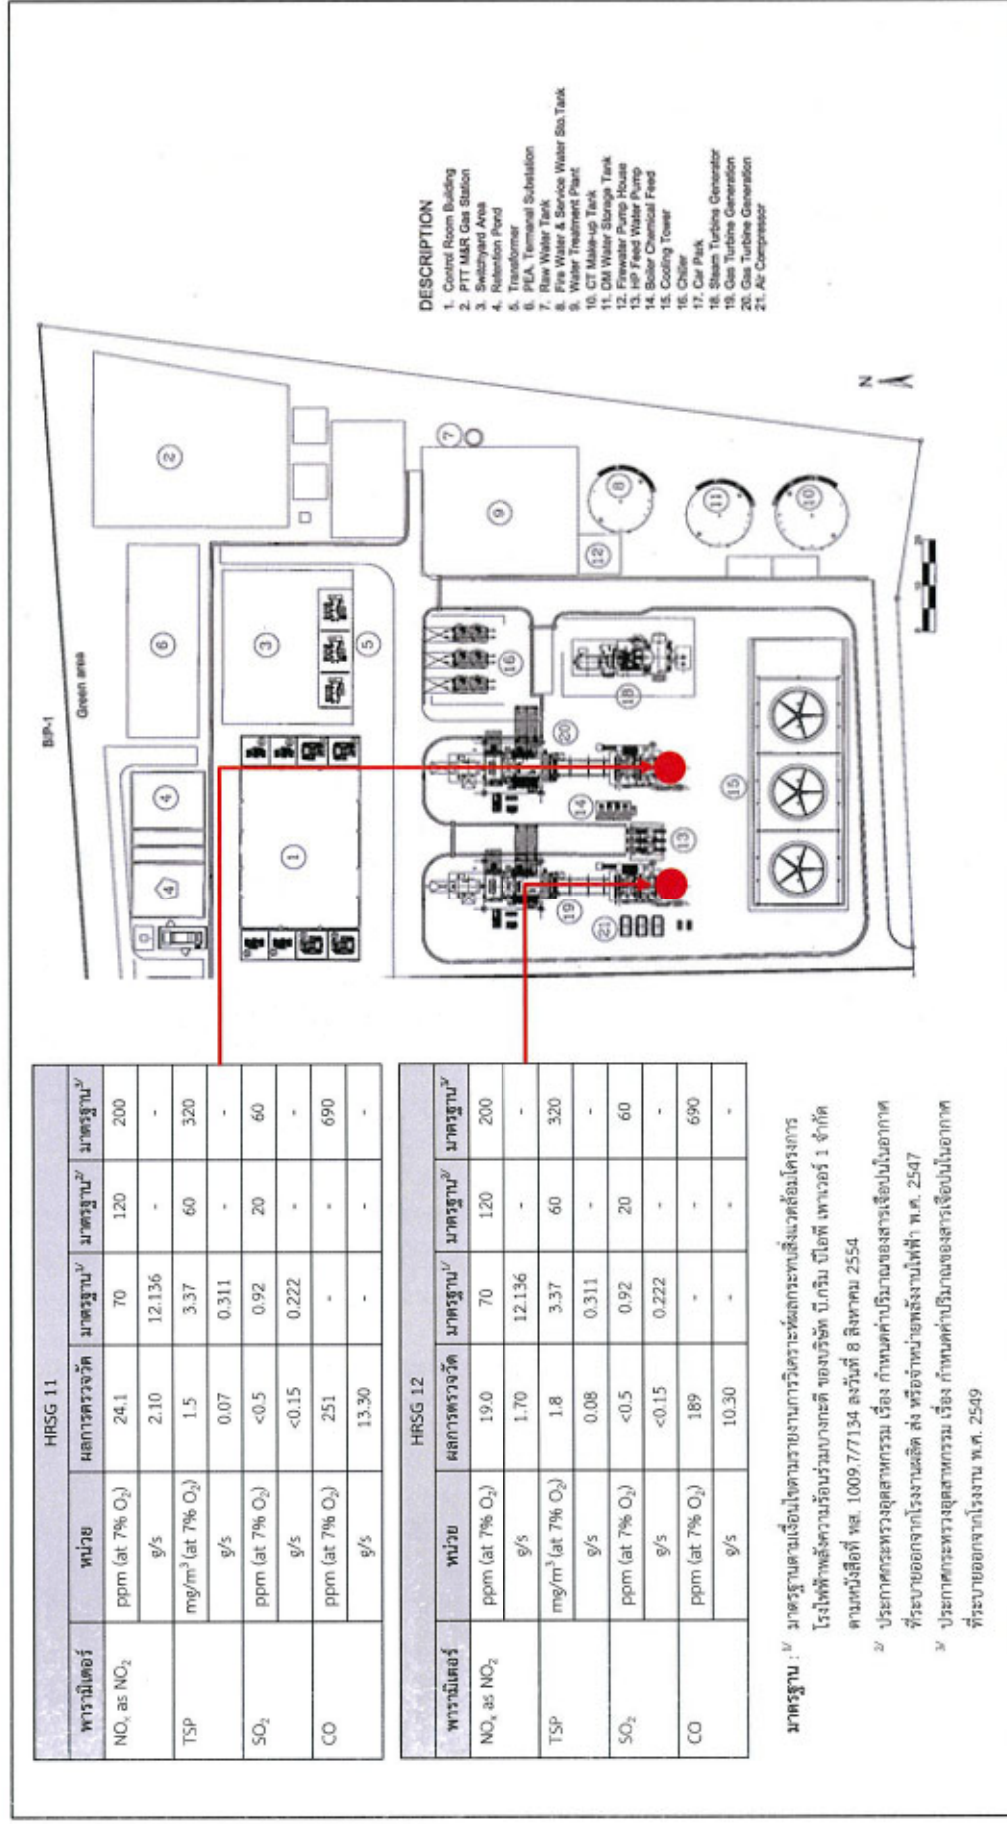 HRSG 11
พารามิเตอร์ หน่วย ผลการตรวจวัด มาตรฐาน1/ มาตรฐาน2/ มาตรฐาน3/
NOx as NO2 ppm (at 7% O2) 24.1 70 120 200
g/s 2.10 12.136 - -
TSP mg/m3 (at 7% O2) 1.5 3.37 60 320
g/s 0.07 0.311 - -
SO2 ppm (at 7% O2) <0.5 0.92 20 60
g/s <0.15 0.222 - -
CO ppm (at 7% O2) 251 - - 690
g/s 13.30 - - -
HRSG 12
พารามิเตอร์ หน่วย ผลการตรวจวัด มาตรฐาน1/ มาตรฐาน2/ มาตรฐาน3/
NOx as NO2 ppm (at 7% O2) 19.0 70 120 200
g/s 1.70 12.136 - -
TSP mg/m3 (at 7% O2) 1.8 3.37 60 320
g/s 0.08 0.311 - -
SO2 ppm (at 7% O2) <0.5 0.92 20 60
g/s <0.15 0.222 - -
CO ppm (at 7% O2) 189 - - 690
g/s 10.30 - - -
มาตรฐาน : 1/ มาตรฐานตามเงื่อนไขตามรายงานการวิเคราะห์ผลกระทบสิ่งแวดล้อมโครงการ
โรงไฟฟ้าพลังความร้อนร่วมบางกะดี ของบริษัท บี.กริม บีไอพี เพาเวอร์ 1 จำกัด
ตามหนังสือที่ ทส. 1009.7/7134 ลงวันที่ 8 สิงหาคม 2554
2/ ประกาศกระทรวงอุตสาหกรรม เรื่อง กำหนดค่าปริมาณของสารเจือปนในอากาศ
ที่ระบายออกจากโรงงานผลิต ส่ง หรือจำหน่ายพลังงานไฟฟ้า พ.ศ. 2547
3/ ประกาศกระทรวงอุตสาหกรรม เรื่อง กำหนดค่าปริมาณของสารเจือปนในอากาศ
ที่ระบายออกจากโรงงาน พ.ศ. 2549
BIP-1
Green area
4
4
6
2
1
3
5
7
9
12
8
11
10
16
20
18
14
13
19
21
15
N
DESCRIPTION
1. Control Room Building
2. PTT M&R Gas Station
3. Switchyard Area
4. Retention Pond
5. Transformer
6. PEA. Termanal Substation
7. Raw Water Tank
8. Fire Water & Service Water Sto.Tank
9. Water Treatment Plant
10. CT Make-up Tank
11. DM Water Storage Tank
12. Firewater Pump House
13. HP Feed Water Pump
14. Boiler Chemical Feed
15. Cooling Tower
16. Chiller
17. Car Park
18. Steam Turbine Generator
19. Gas Turbine Generation
20. Gas Turbine Generation
21. Air Compressor